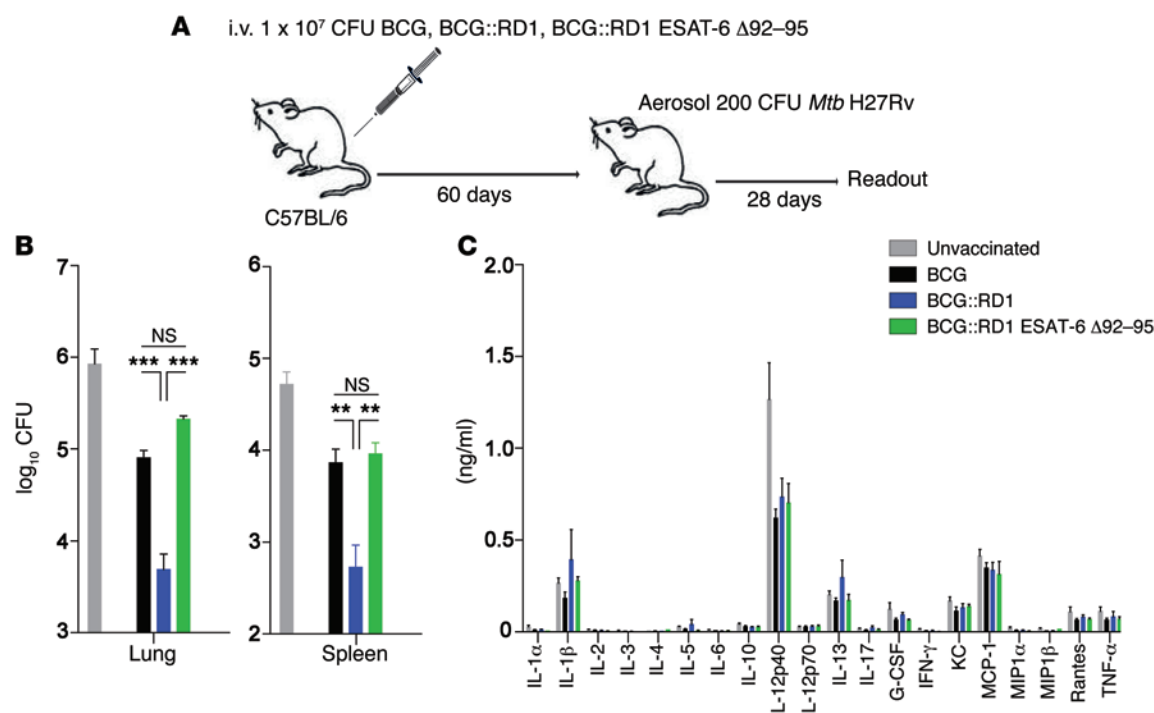 A
i.v. 1 x 10⁷ CFU BCG, BCG::RD1, BCG::RD1 ESAT-6 Δ92–95
Aerosol 200 CFU Mtb H27Rv
60 days
28 days
Readout
C57BL/6
B
log₁₀ CFU
7
6
5
4
3
NS
*** ***
Lung
6
5
4
3
2
NS
** **
Spleen
C
Unvaccinated
BCG
BCG::RD1
BCG::RD1 ESAT-6 Δ92–95
(ng/ml)
2.0
1.5
1.0
0.5
0
IL-1α
IL-1β
IL-2
IL-3
IL-4
IL-5
IL-6
IL-10
L-12p40
L-12p70
IL-13
IL-17
G-CSF
IFN-γ
KC
MCP-1
MIP1α
MIP1β
Rantes
TNF-α